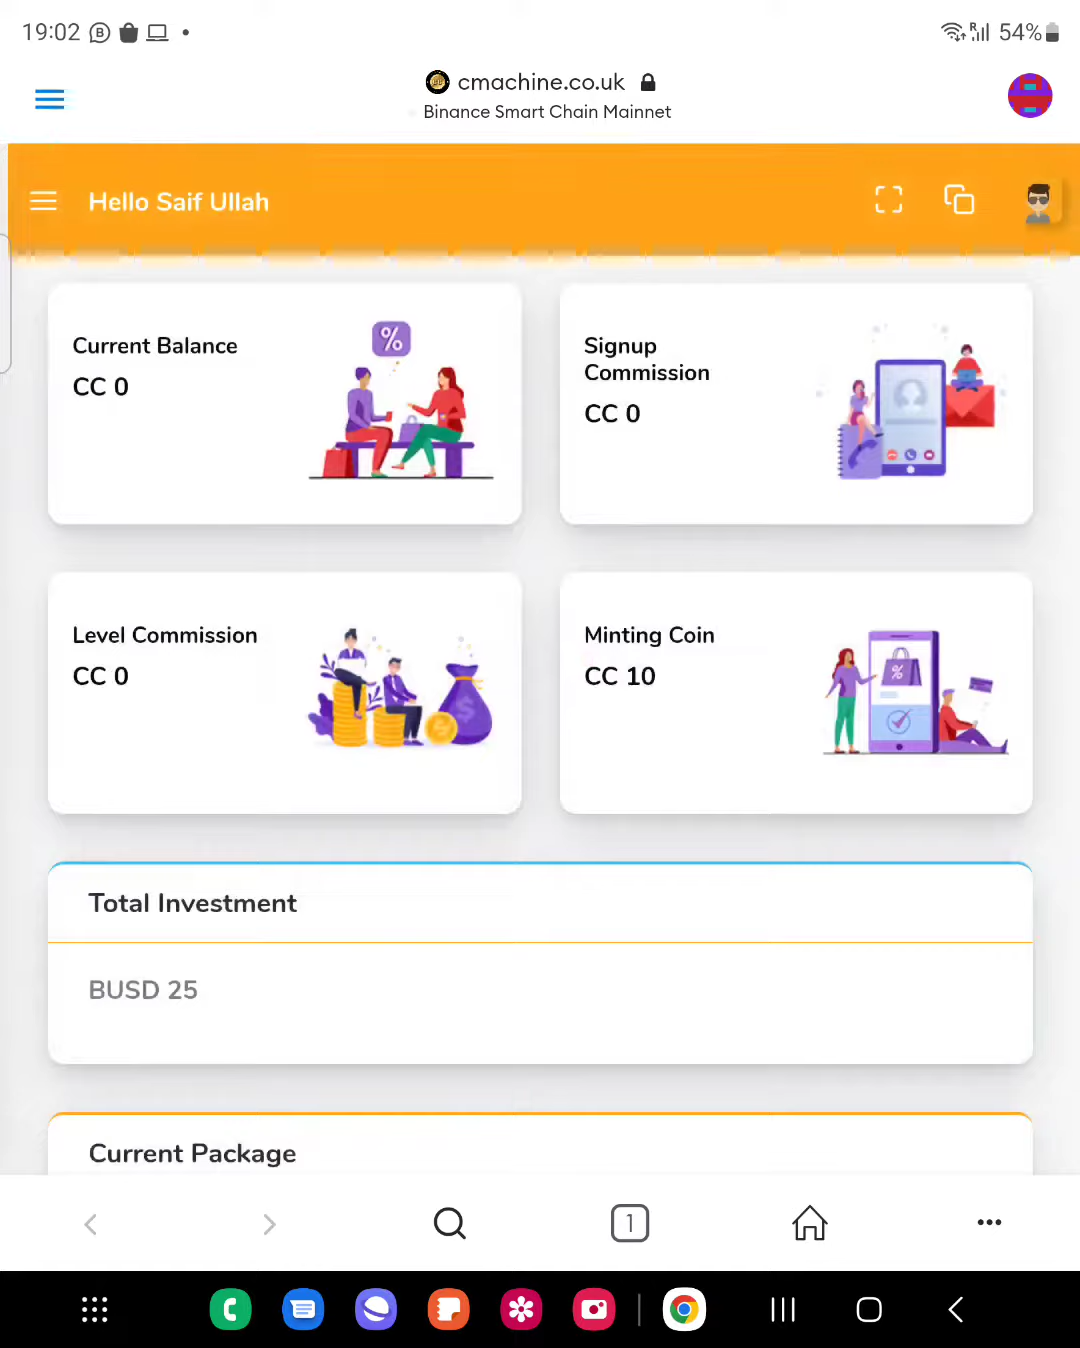 19:02
54%
cmachine.co.uk
Binance Smart Chain Mainnet
Hello Saif Ullah
Current Balance
CC 0
Signup
Commission
CC 0
Level Commission
CC 0
Minting Coin
CC 10
Total Investment
BUSD 25
Current Package
1